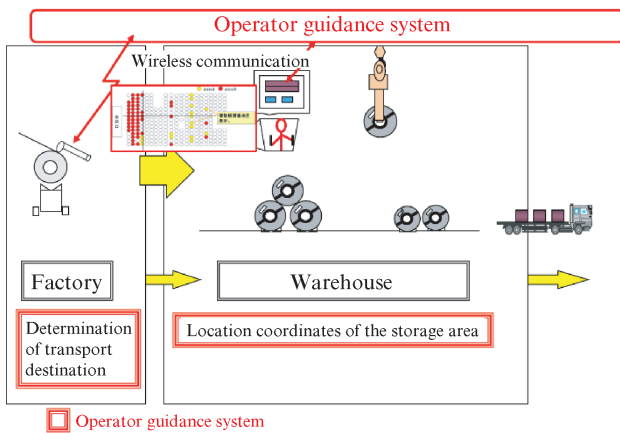 Operator guidance system
Wireless communication
Factory
Warehouse
Determination
of transport
destination
Location coordinates of the storage area
Operator guidance system